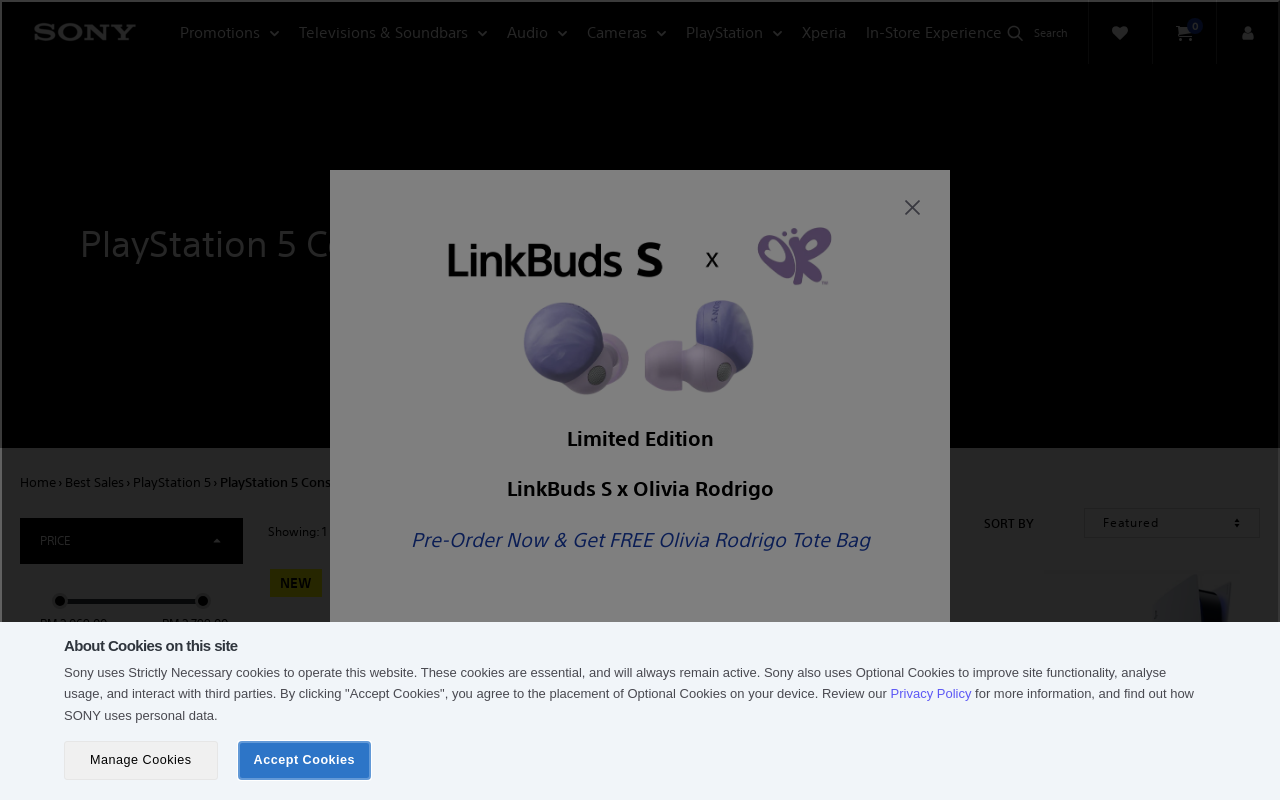 SONY
Promotions
Televisions & Soundbars
Audio
Cameras
PlayStation
Xperia
In-Store Experience
Search
0
PlayStation 5 Co
LinkBuds S x
Limited Edition
LinkBuds S x Olivia Rodrigo
Pre-Order Now & Get FREE Olivia Rodrigo Tote Bag
Home › Best Sales › PlayStation 5 › PlayStation 5 Cons
PRICE
Showing: 1
SORT BY
Featured
NEW
About Cookies on this site
Sony uses Strictly Necessary cookies to operate this website. These cookies are essential, and will always remain active. Sony also uses Optional Cookies to improve site functionality, analyse
usage, and interact with third parties. By clicking "Accept Cookies", you agree to the placement of Optional Cookies on your device. Review our Privacy Policy for more information, and find out how
SONY uses personal data.
Manage Cookies
Accept Cookies